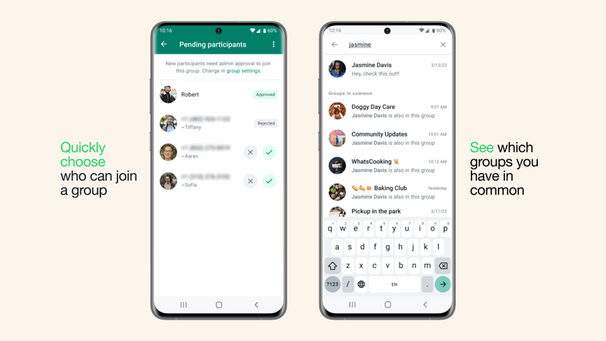 Quickly
choose
who can join
a group
10:16
60%
Pending participants
New participants need admin approval to join
this group. Change in group settings.
Robert
Approved
~Tiffany
Rejected
~Aarav
~Sofia
10:16
60%
jasmine
Jasmine Davis
3/13/23
Hey, check this out!!
Groups in common
Doggy Day Care
9:07 AM
Jasmine Davis is also in this group
Community Updates
10:01 AM
Jasmine Davis is also in this group
WhatsCooking
10:12 AM
Jasmine Davis is also in this group
Baking Club
Yesterday
Jasmine Davis is also in this group
Pickup in the park
3/11/23
q w e r t y u i o p
a s d f g h j k l
z x c v b n m
?123 / EN .
See which
groups you
have in
common